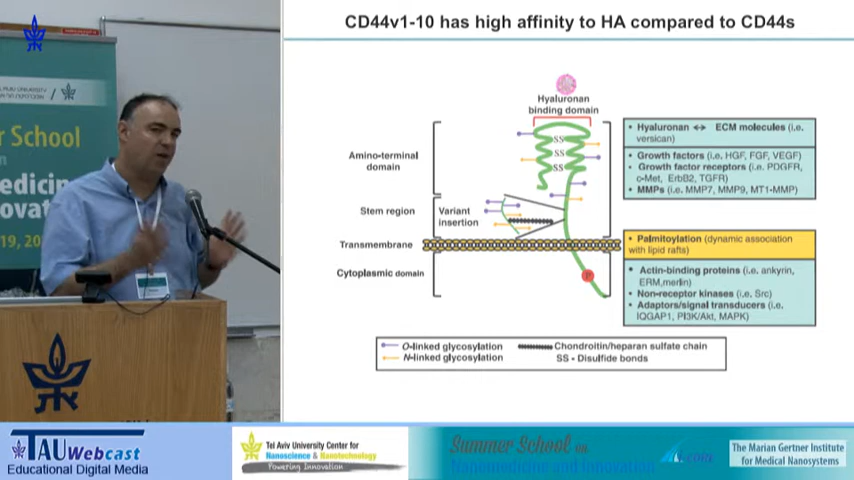 CD44v1-10 has high affinity to HA compared to CD44s
Hyaluronan
binding domain
Amino-terminal
domain
SS
SS
SS
Stem region
Variant
insertion
Transmembrane
Cytoplasmic domain
P
• Hyaluronan ↔ ECM molecules (i.e.
versican)
• Growth factors (i.e. HGF, FGF, VEGF)
• Growth factor receptors (i.e. PDGFR,
c-Met, ErbB2, TGFR)
• MMPs (i.e. MMP7, MMP9, MT1-MMP)
• Palmitoylation (dynamic association
with lipid rafts)
• Actin-binding proteins (i.e. ankyrin,
ERM,merlin)
• Non-receptor kinases (i.e. Src)
• Adaptors/signal transducers (i.e.
IQGAP1, PI3K/Akt, MAPK)
O-linked glycosylation
N-linked glycosylation
Chondroitin/heparan sulfate chain
SS - Disulfide bonds
School
19, 20
TAU Webcast
Educational Digital Media
Tel Aviv University Center for
Nanoscience & Nanotechnology
Powering Innovation
Summer School on
Nanomedicine and Innovation
The Marian Gertner Institute
for Medical Nanosystems